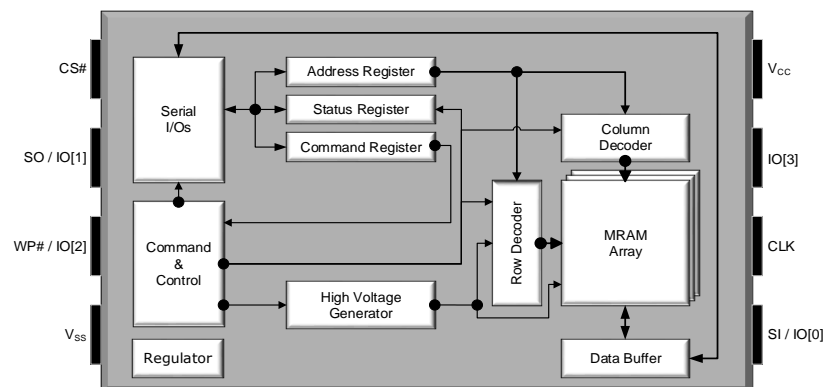 CS#
SO / IO[1]
WP# / IO[2]
VSS
Serial
I/Os
Address Register
Status Register
Command Register
Command
&
Control
High Voltage
Generator
Regulator
Row Decoder
Column
Decoder
MRAM
Array
Data Buffer
VCC
IO[3]
CLK
SI / IO[0]